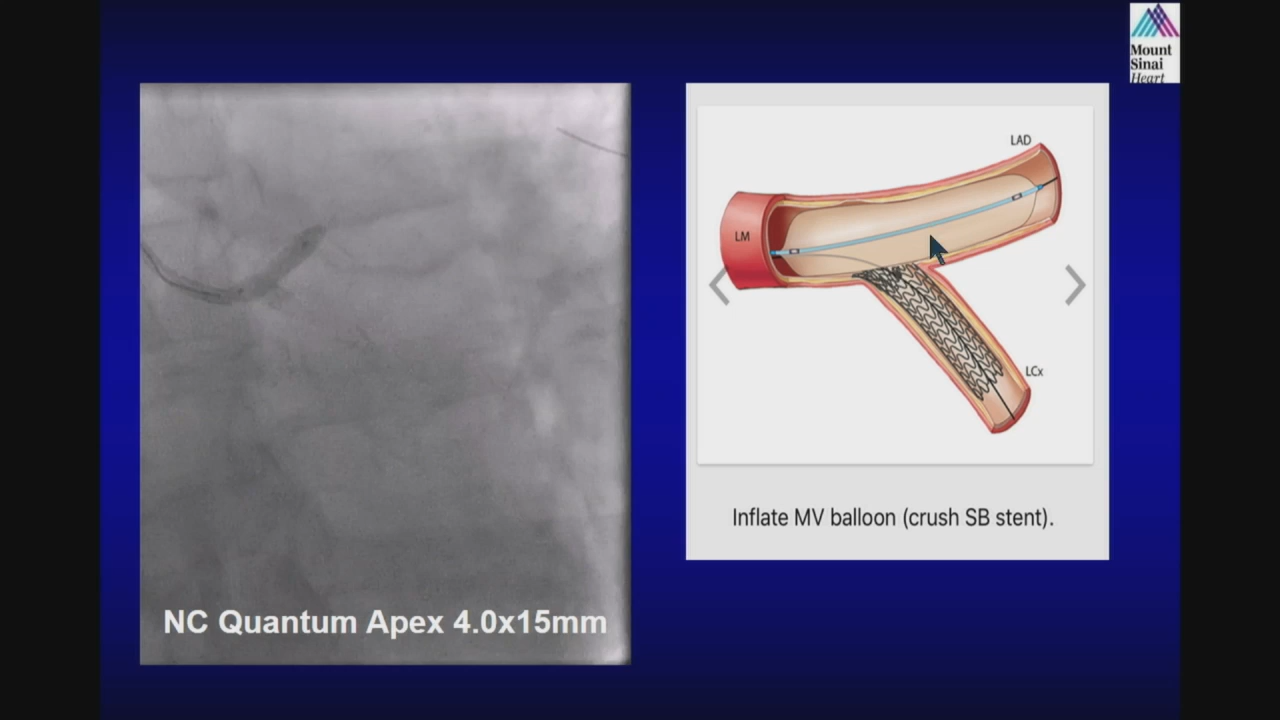 Mount
Sinai
Heart
LAD
LM
LCx
Inflate MV balloon (crush SB stent).
NC Quantum Apex 4.0x15mm